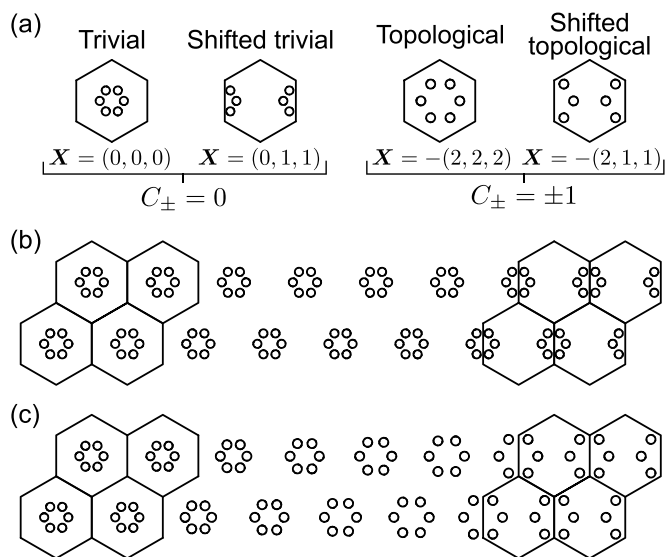 (a)
Trivial
Shifted trivial
Topological
Shifted
topological
X = (0, 0, 0)
X = (0, 1, 1)
X = −(2, 2, 2)
X = −(2, 1, 1)
C± = 0
C± = ±1
(b)
(c)